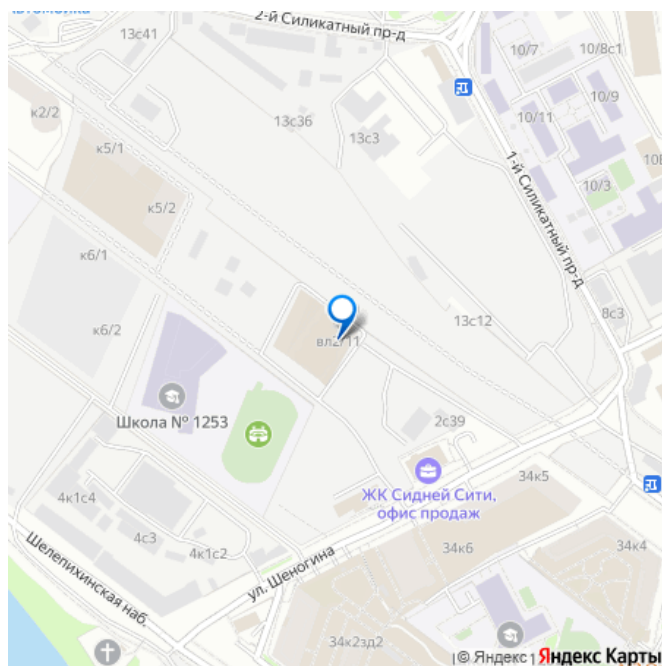 2-й Силикатный пр-д
13с41
10/7
10/8с1
к2/2
13с36
13с3
10/11
10/9
к5/1
10/3
к5/2
1-й Силикатный пр-д
к6/1
13с12
8с3
к6/2
вл2/11
Школа № 1253
2с39
ЖК Сидней Сити,
офис продаж
34к5
4к1с4
4с3
4к1с2
34к6
34к4
Шелепихинская наб.
ул. Шеногина
34к2зд2
© Яндекс
Яндекс Карты